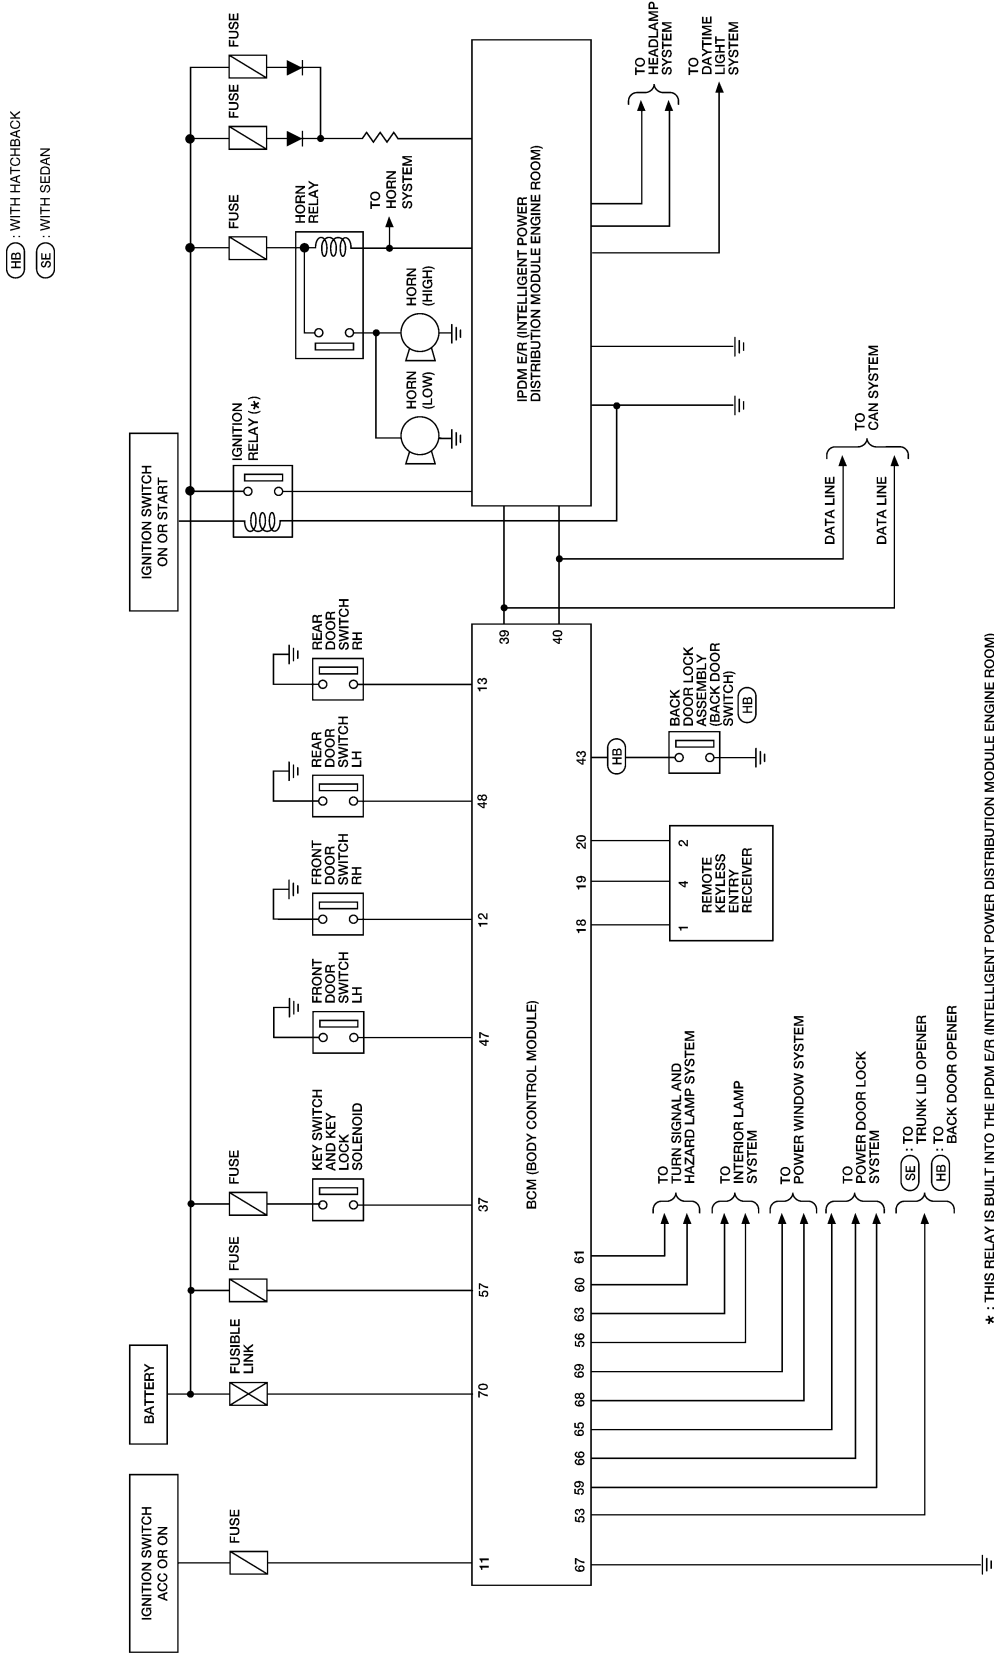 HB : WITH HATCHBACK
SE : WITH SEDAN
IGNITION SWITCH
ACC OR ON
BATTERY
IGNITION SWITCH
ON OR START
FUSE
FUSIBLE
LINK
FUSE
FUSE
KEY SWITCH
AND KEY
LOCK
SOLENOID
FRONT
DOOR
SWITCH
LH
FRONT
DOOR
SWITCH
RH
REAR
DOOR
SWITCH
LH
REAR
DOOR
SWITCH
RH
IGNITION
RELAY (*)
FUSE
HORN
RELAY
FUSE
FUSE
TO
HORN
SYSTEM
HORN
(LOW)
HORN
(HIGH)
11
70
57
37
47
12
48
13
BCM (BODY CONTROL MODULE)
39
40
IPDM E/R (INTELLIGENT POWER
DISTRIBUTION MODULE ENGINE ROOM)
67
53
59
66
65
68
69
56
63
60
61
18
19
20
43
HB
1
4
2
REMOTE
KEYLESS
ENTRY
RECEIVER
BACK
DOOR LOCK
ASSEMBLY
(BACK DOOR
SWITCH)
HB
TO
TURN SIGNAL AND
HAZARD LAMP SYSTEM
TO
INTERIOR LAMP
SYSTEM
TO
POWER WINDOW SYSTEM
TO
POWER DOOR LOCK
SYSTEM
SE : TO
TRUNK LID OPENER
HB : TO
BACK DOOR OPENER
DATA LINE
DATA LINE
TO
CAN SYSTEM
TO
HEADLAMP
SYSTEM
TO
DAYTIME
LIGHT
SYSTEM
* : THIS RELAY IS BUILT INTO THE IPDM E/R (INTELLIGENT POWER DISTRIBUTION MODULE ENGINE ROOM)